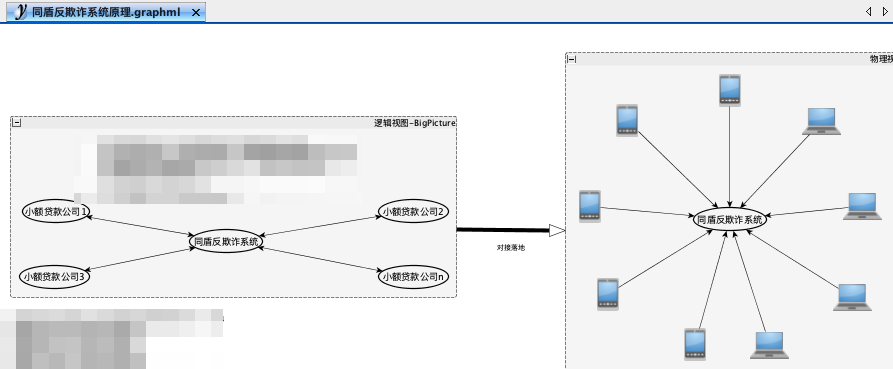 同盾反欺诈系统原理.graphml
逻辑视图-BigPicture
小额贷款公司1
小额贷款公司2
同盾反欺诈系统
小额贷款公司3
小额贷款公司n
对接落地
物理
同盾反欺诈系统